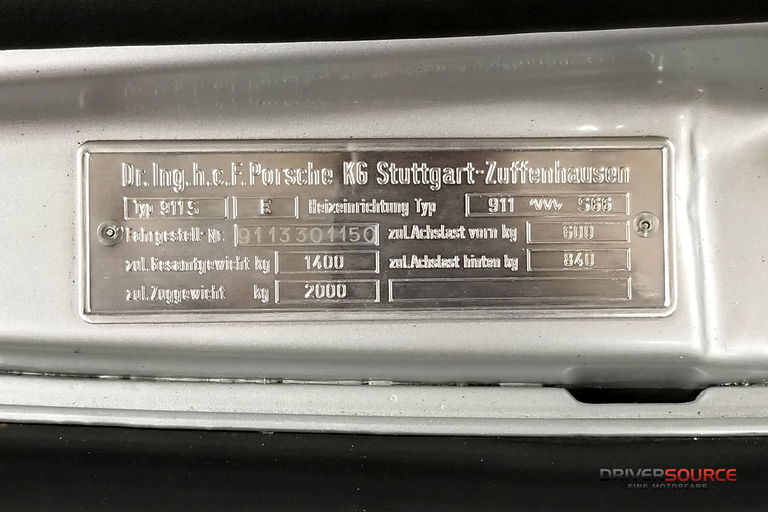 Dr.Ing.h.c.F.Porsche KG Stuttgart-Zuffenhausen
Typ 911S E Heizeinrichtung Typ 911 S66
Fahrgestell-Nr. 9113301150 zul.Achslast vorn kg 600
zul.Gesamtgewicht kg 1400 zul.Achslast hinten kg 840
zul.Zuggewicht kg 2000
DRIVERSOURCE
FINE MOTORCARS